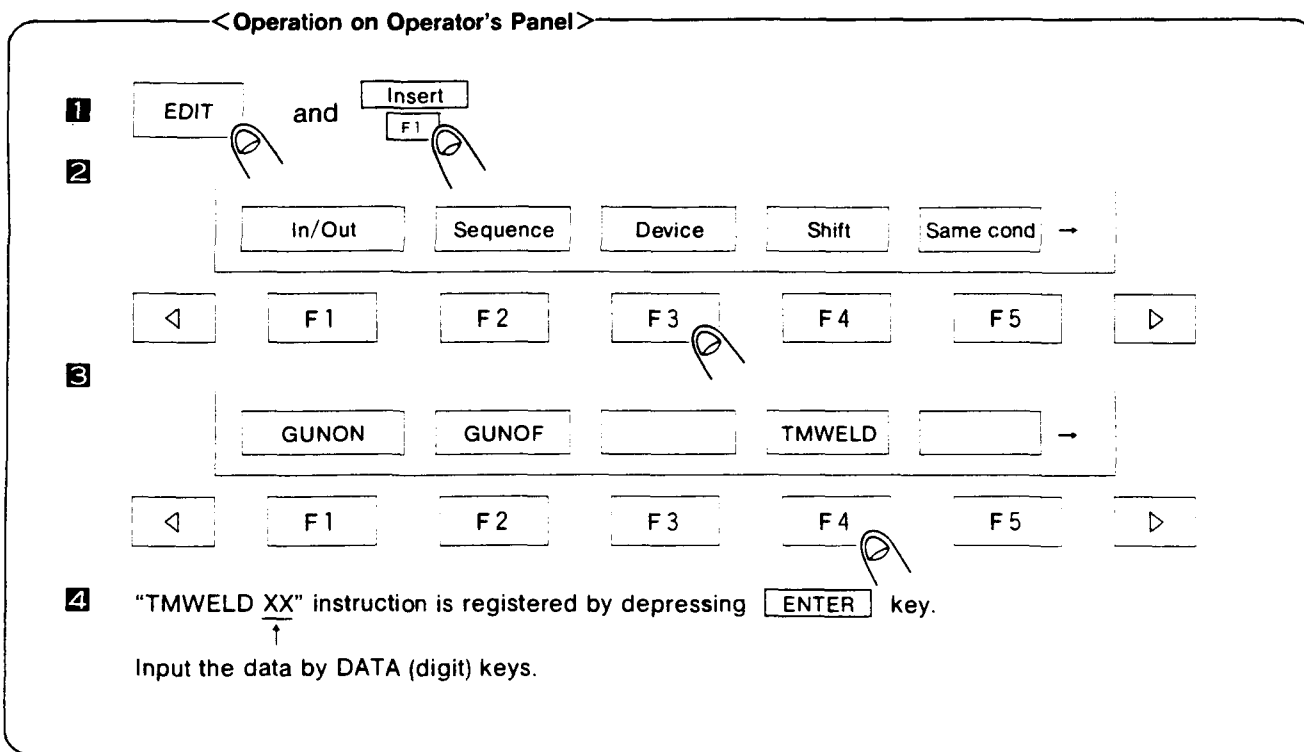 <Operation on Operator's Panel>
1 EDIT and Insert
F1
2
In/Out Sequence Device Shift Same cond →
◁ F1 F2 F3 F4 F5 ▷
3
GUNON GUNOF TMWELD →
◁ F1 F2 F3 F4 F5 ▷
4 "TMWELD XX" instruction is registered by depressing ENTER key.
↑
Input the data by DATA (digit) keys.